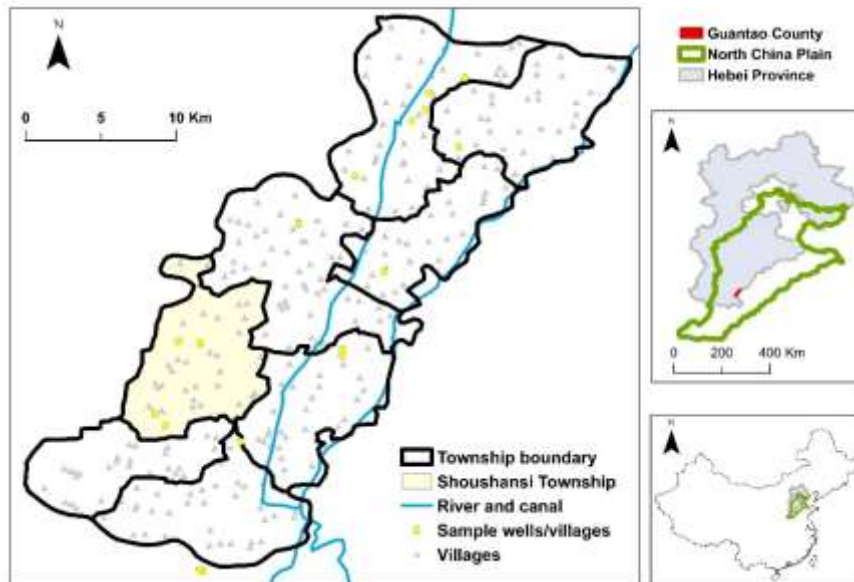 N
0 5 10 Km
Township boundary
Shoushansi Township
River and canal
Sample wells/villages
Villages
Guantao County
North China Plain
Hebei Province
N
0 200 400 Km
N